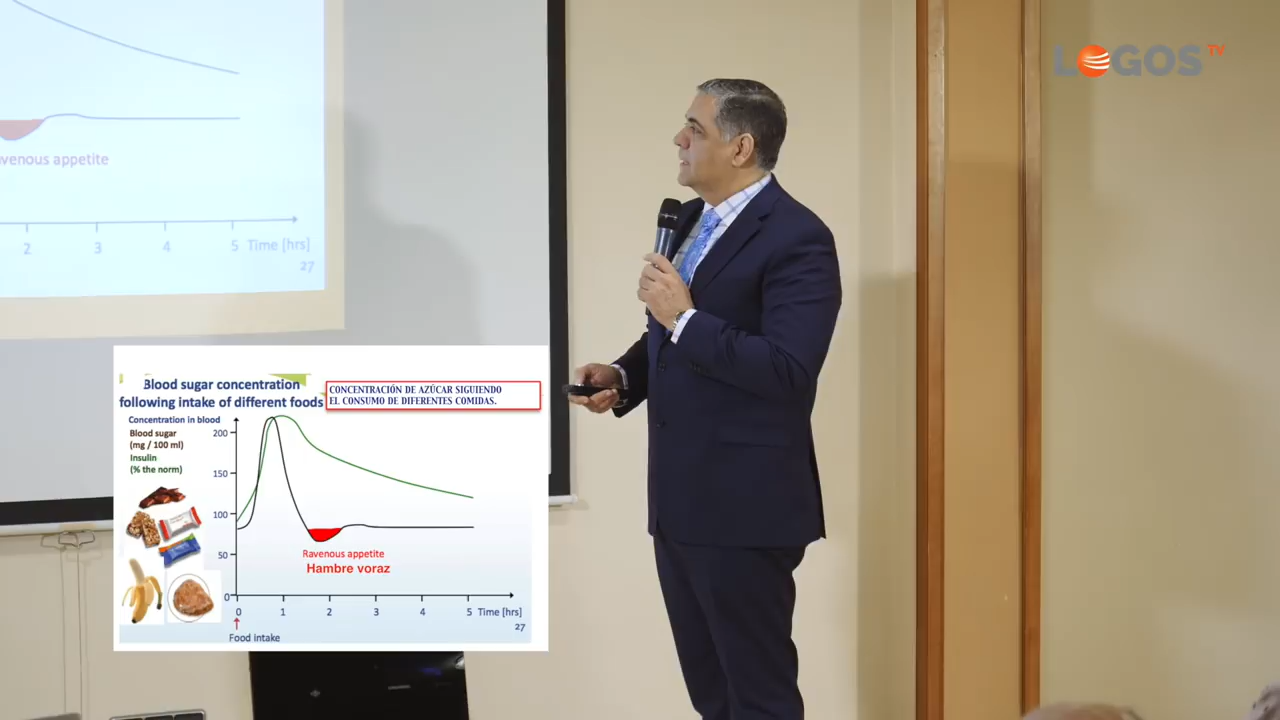 LOGOS TV
venous appetite
2 3 4 5 Time [hrs]
27
Blood sugar concentration
following intake of different foods
CONCENTRACIÓN DE AZÚCAR SIGUIENDO
EL CONSUMO DE DIFERENTES COMIDAS.
Concentration in blood
Blood sugar
(mg / 100 ml)
Insulin
(% the norm)
200
150
100
50
0
Ravenous appetite
Hambre voraz
0 1 2 3 4 5 Time [hrs]
27
Food intake